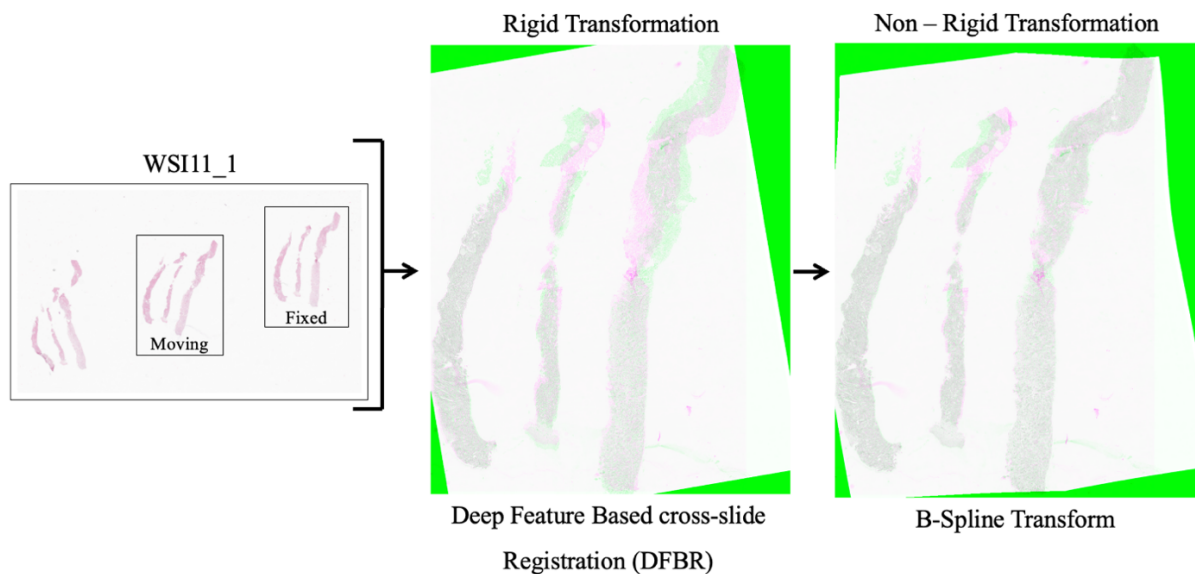 WSI11_1
Moving
Fixed
Rigid Transformation
Deep Feature Based cross-slide
Registration (DFBR)
Non – Rigid Transformation
B-Spline Transform